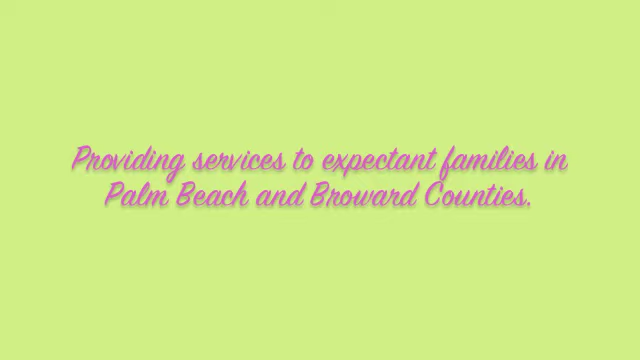 Providing services to expectant families in
Palm Beach and Broward Counties.